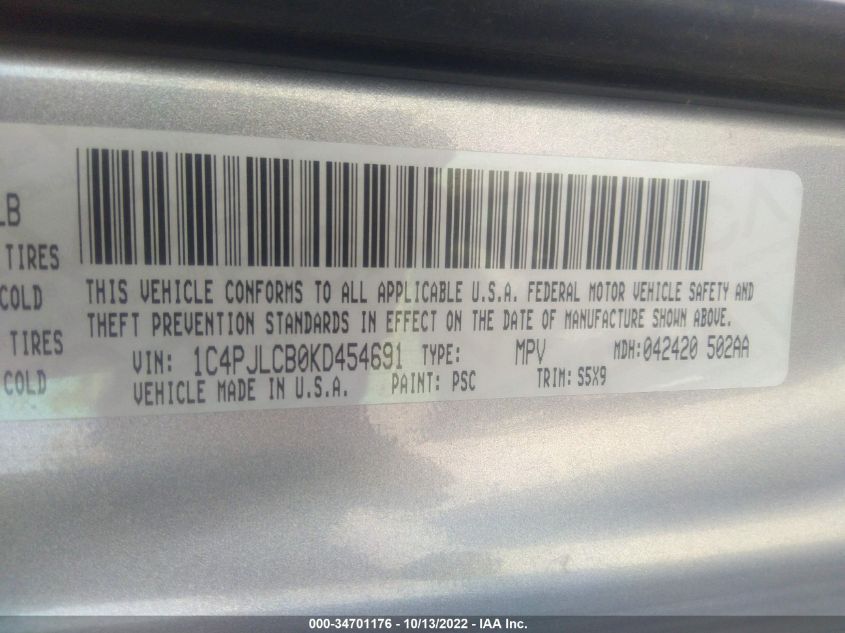 LB
TIRES
COLD
TIRES
COLD
THIS VEHICLE CONFORMS TO ALL APPLICABLE U.S.A. FEDERAL MOTOR VEHICLE SAFETY AND
THEFT PREVENTION STANDARDS IN EFFECT ON THE DATE OF MANUFACTURE SHOWN ABOVE.
VIN: 1C4PJLCB0KD454691 TYPE: MPV MDH:042420 502AA
VEHICLE MADE IN U.S.A. PAINT: PSC TRIM:S5X9
000-34701176 | 10/13/2022 - IAA Inc.